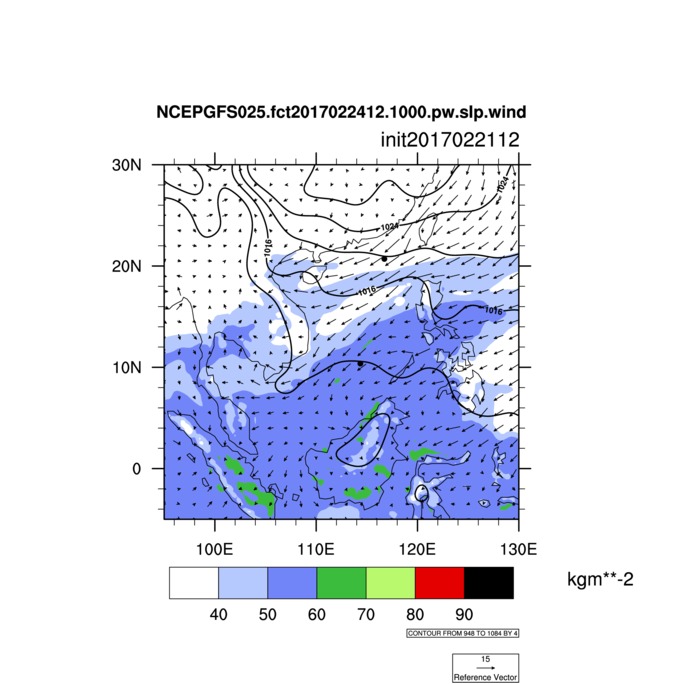 NCEPGFS025.fct2017022412.1000.pw.slp.wind
init2017022112
30N
1024
1024
1016
20N
1016
1016
10N
0
100E 110E 120E 130E
kgm**-2
40 50 60 70 80 90
CONTOUR FROM 948 TO 1084 BY 4
15
Reference Vector